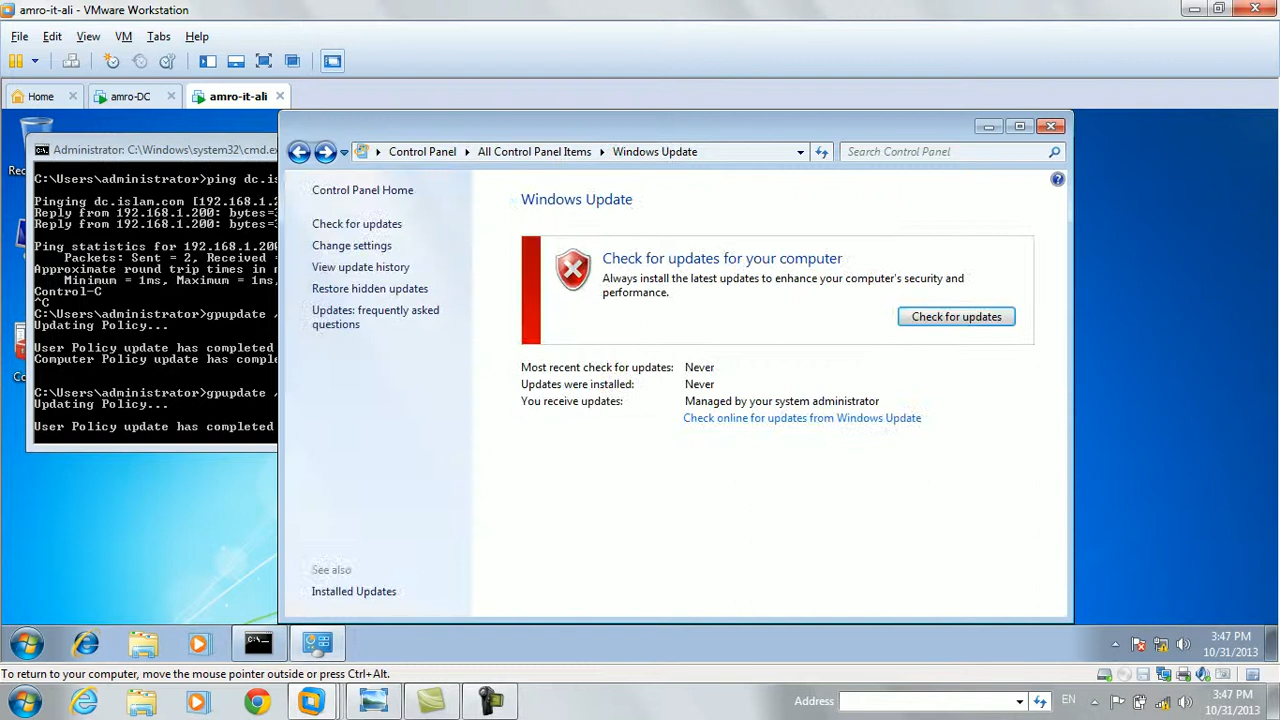 amro-it-ali - VMware Workstation
File Edit View VM Tabs Help
Home amro-DC amro-it-ali
Administrator: C:\Windows\system32\cmd.ex
C:\Users\administrator>ping dc.is
Pinging dc.islam.com [192.168.1.2
Reply from 192.168.1.200: bytes=3
Reply from 192.168.1.200: bytes=3
Ping statistics for 192.168.1.200
Packets: Sent = 2, Received =
Approximate round trip times in m
Minimum = 1ms, Maximum = 1ms,
Control-C
^C
C:\Users\administrator>gpupdate /
Updating Policy...
User Policy update has completed
Computer Policy update has comple
C:\Users\administrator>gpupdate /
Updating Policy...
User Policy update has completed
Control Panel All Control Panel Items Windows Update
Search Control Panel
Control Panel Home
Check for updates
Change settings
View update history
Restore hidden updates
Updates: frequently asked
questions
See also
Installed Updates
Windows Update
Check for updates for your computer
Always install the latest updates to enhance your computer's security and
performance.
Check for updates
Most recent check for updates: Never
Updates were installed: Never
You receive updates: Managed by your system administrator
Check online for updates from Windows Update
3:47 PM
10/31/2013
To return to your computer, move the mouse pointer outside or press Ctrl+Alt.
Address
EN
3:47 PM
10/31/2013